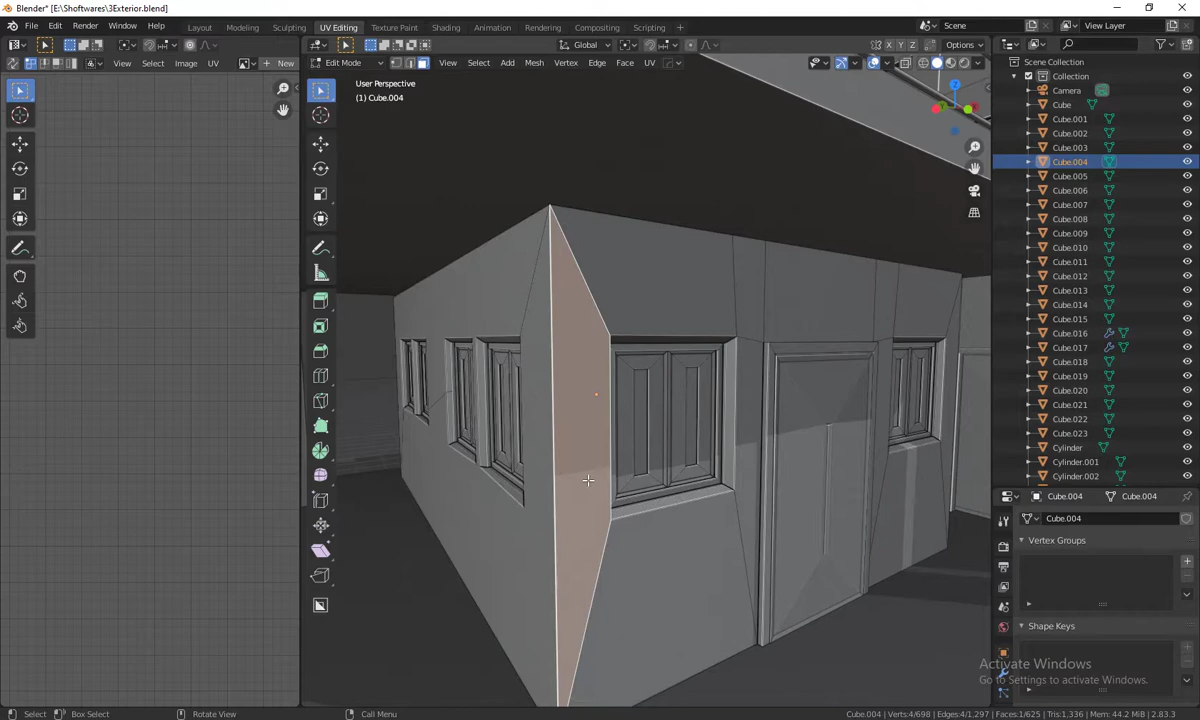 Blender* [E:\Shoftwares\3Exterior.blend]
File Edit Render Window Help
Layout Modeling Sculpting UV Editing Texture Paint Shading Animation Rendering Compositing Scripting
Scene
View Layer
Global
X Y Z
Options
View Select Image UV
New
Edit Mode
View Select Add Mesh Vertex Edge Face UV
User Perspective
(1) Cube.004
Z
Scene Collection
Collection
Camera
Cube
Cube.001
Cube.002
Cube.003
Cube.004
Cube.005
Cube.006
Cube.007
Cube.008
Cube.009
Cube.010
Cube.011
Cube.012
Cube.013
Cube.014
Cube.015
Cube.016
Cube.017
Cube.018
Cube.019
Cube.020
Cube.021
Cube.022
Cube.023
Cylinder
Cylinder.001
Cylinder.002
Cube.004 Cube.004
Cube.004
Vertex Groups
Shape Keys
Activate Windows
Go to Settings to activate Windows.
Select
Box Select
Rotate View
Call Menu
Cube.004 | Verts:4/698 | Edges:4/1,297 | Faces:1/625 | Tris:1,336 | Mem: 44.2 MiB | 2.83.3